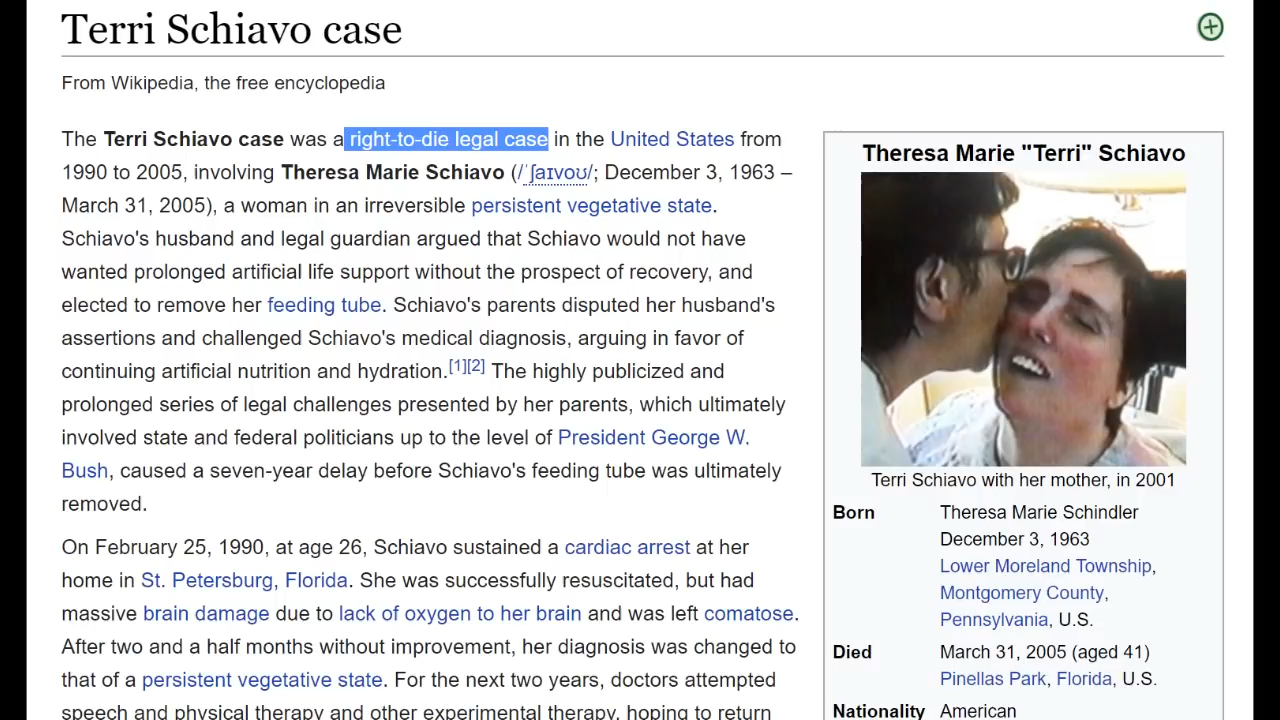 Terri Schiavo case
From Wikipedia, the free encyclopedia
The Terri Schiavo case was a right-to-die legal case in the United States from
1990 to 2005, involving Theresa Marie Schiavo (/ˈʃaɪvoʊ/; December 3, 1963 –
March 31, 2005), a woman in an irreversible persistent vegetative state.
Schiavo's husband and legal guardian argued that Schiavo would not have
wanted prolonged artificial life support without the prospect of recovery, and
elected to remove her feeding tube. Schiavo's parents disputed her husband's
assertions and challenged Schiavo's medical diagnosis, arguing in favor of
continuing artificial nutrition and hydration.[1][2] The highly publicized and
prolonged series of legal challenges presented by her parents, which ultimately
involved state and federal politicians up to the level of President George W.
Bush, caused a seven-year delay before Schiavo's feeding tube was ultimately
removed.
On February 25, 1990, at age 26, Schiavo sustained a cardiac arrest at her
home in St. Petersburg, Florida. She was successfully resuscitated, but had
massive brain damage due to lack of oxygen to her brain and was left comatose.
After two and a half months without improvement, her diagnosis was changed to
that of a persistent vegetative state. For the next two years, doctors attempted
speech and physical therapy and other experimental therapy, hoping to return
Theresa Marie "Terri" Schiavo
Terri Schiavo with her mother, in 2001
Born Theresa Marie Schindler
December 3, 1963
Lower Moreland Township,
Montgomery County,
Pennsylvania, U.S.
Died March 31, 2005 (aged 41)
Pinellas Park, Florida, U.S.
Nationality American